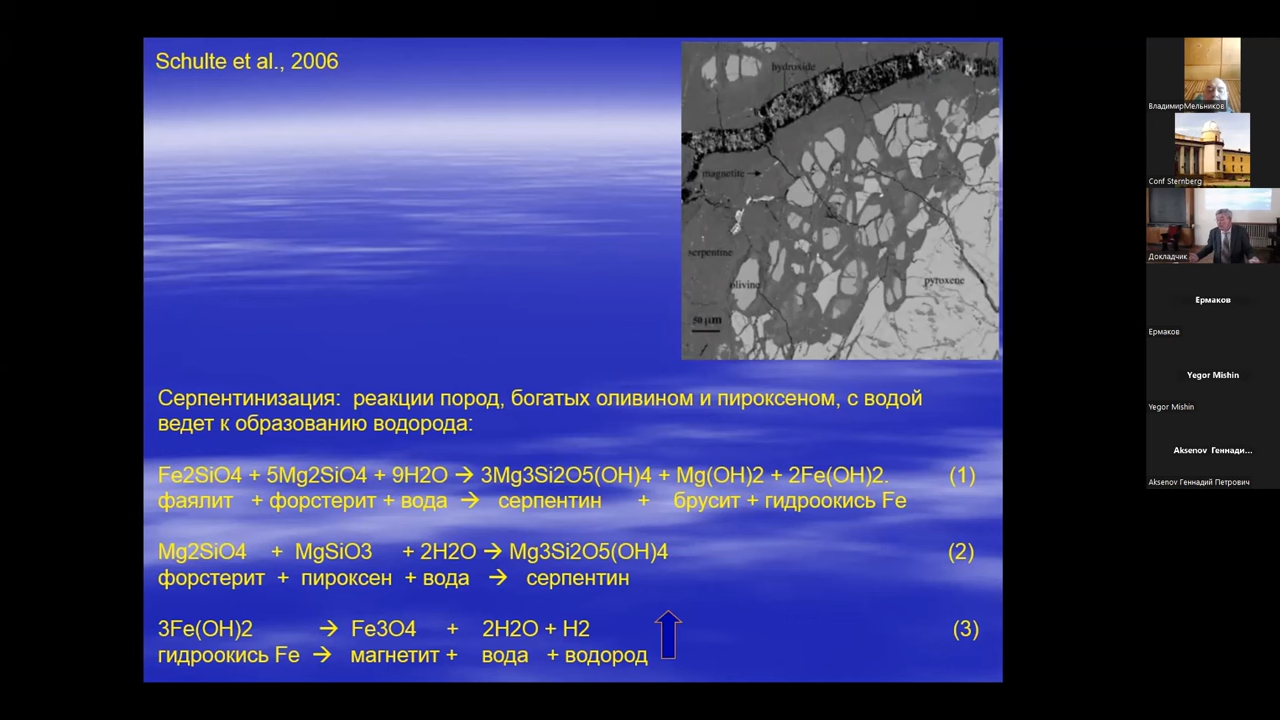 Schulte et al., 2006
hydroxide
magnetite
serpentine
olivine
pyroxene
50 μm
Серпентинизация: реакции пород, богатых оливином и пироксеном, с водой
ведет к образованию водорода:
Fe2SiO4 + 5Mg2SiO4 + 9H2O → 3Mg3Si2O5(OH)4 + Mg(OH)2 + 2Fe(OH)2. (1)
фаялит + форстерит + вода → серпентин + брусит + гидроокись Fe
Mg2SiO4 + MgSiO3 + 2H2O → Mg3Si2O5(OH)4 (2)
форстерит + пироксен + вода → серпентин
3Fe(OH)2 → Fe3O4 + 2H2O + H2 (3)
гидроокись Fe → магнетит + вода + водород
ВладимирМельников
Conf Sternberg
Докладчик
Ермаков
Ермаков
Yegor Mishin
Yegor Mishin
Aksenov Геннади...
Aksenov Геннадий Петрович